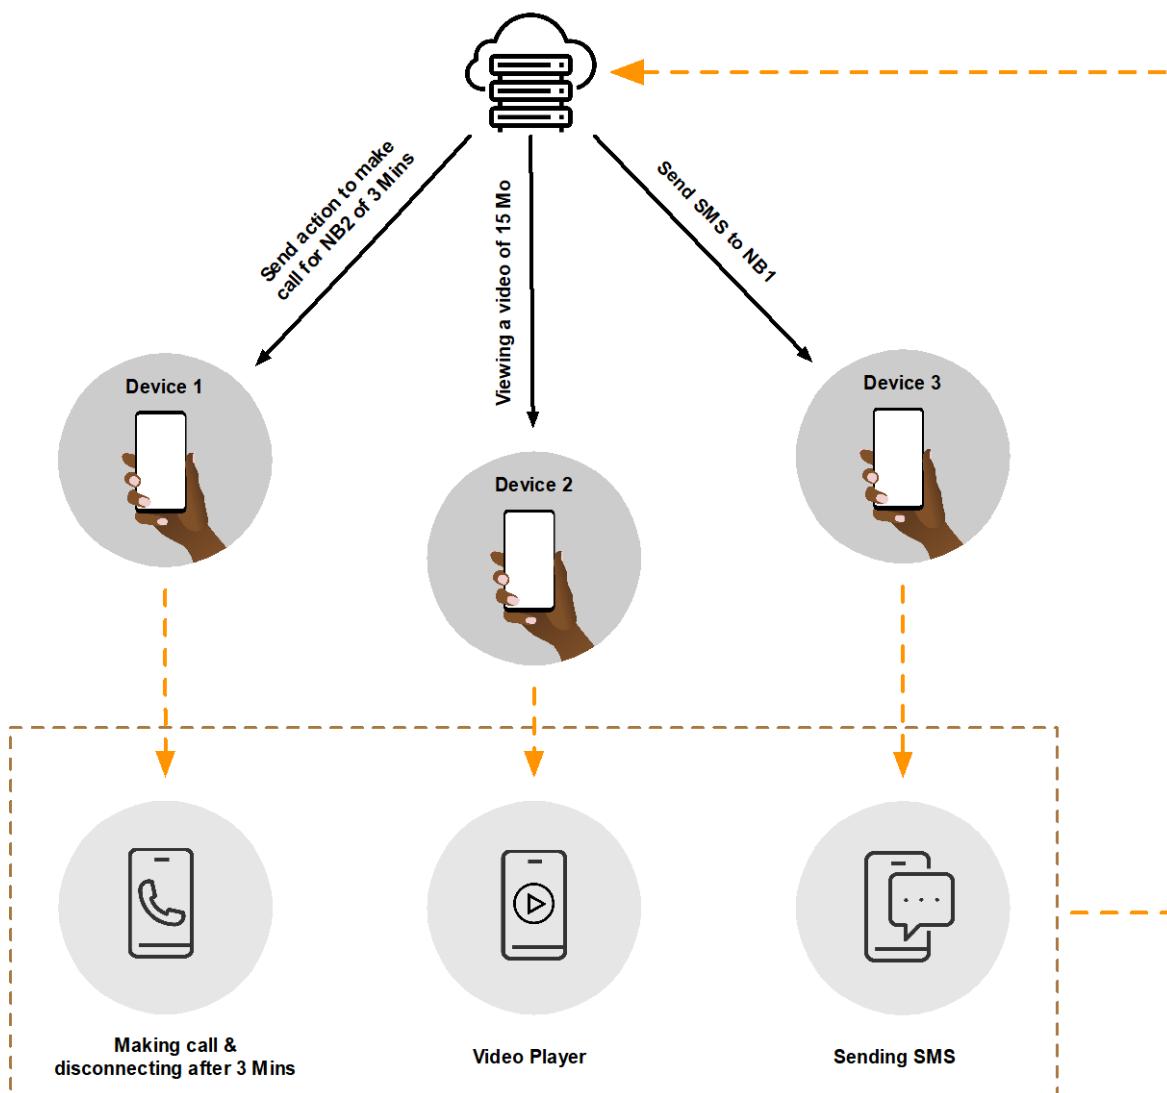 Send action to make
call for NB2 of 3 Mins
Viewing a video of 15 Mo
Send SMS to NB1
Device 1
Device 2
Device 3
Making call &
disconnecting after 3 Mins
Video Player
Sending SMS